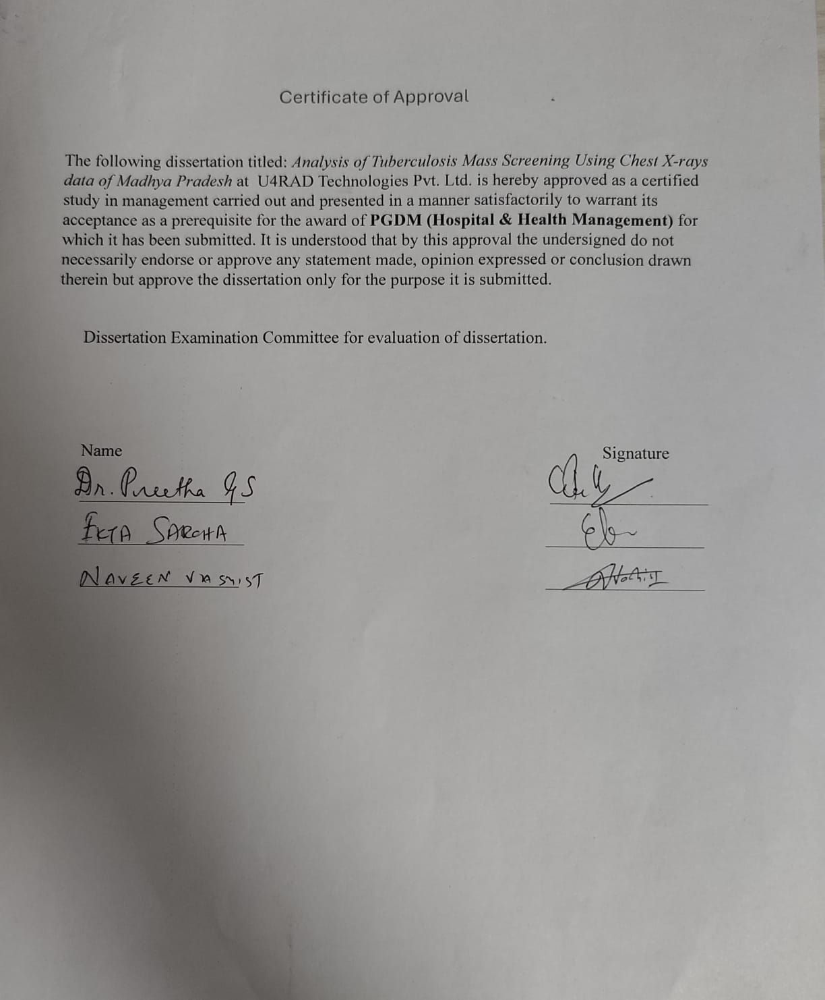 Certificate of Approval
The following dissertation titled: Analysis of Tuberculosis Mass Screening Using Chest X-rays
data of Madhya Pradesh at U4RAD Technologies Pvt. Ltd. is hereby approved as a certified
study in management carried out and presented in a manner satisfactorily to warrant its
acceptance as a prerequisite for the award of PGDM (Hospital & Health Management) for
which it has been submitted. It is understood that by this approval the undersigned do not
necessarily endorse or approve any statement made, opinion expressed or conclusion drawn
therein but approve the dissertation only for the purpose it is submitted.
Dissertation Examination Committee for evaluation of dissertation.
Name Signature
Dr. Preetha GS
EKTA SAROHA
NAVEEN VASHIST